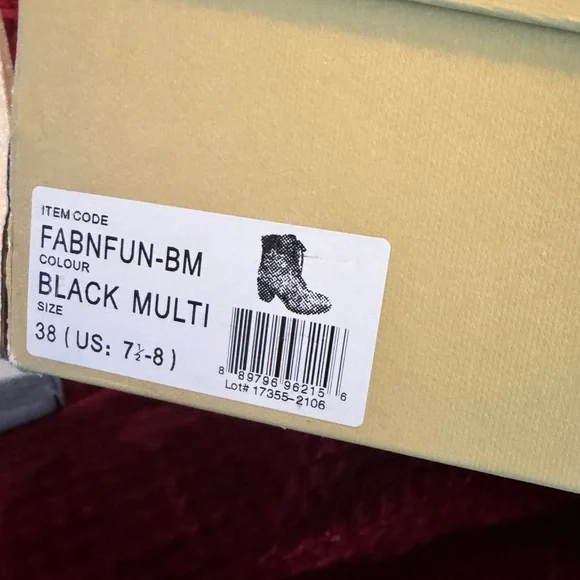 ITEM CODE
FABNFUN-BM
COLOUR
BLACK MULTI
SIZE
38 (US: 7½-8)
8 89796 96215 6
Lot# 17355-2106